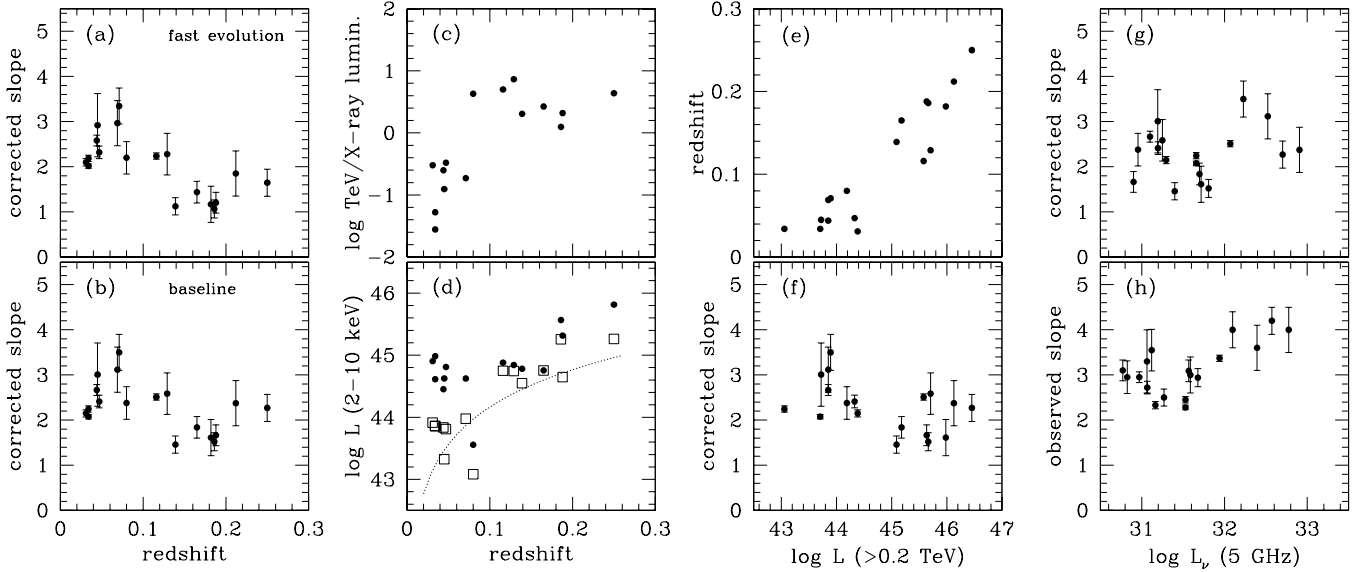 (a) fast evolution
corrected slope
5
4
3
2
1
0
(b) baseline
corrected slope
5
4
3
2
1
0
0 0.1 0.2 0.3
redshift
(c)
log TeV/X-ray lumin.
2
1
0
-1
-2
(d)
log L (2-10 keV)
46
45
44
43
0 0.1 0.2 0.3
redshift
(e)
redshift
0.3
0.2
0.1
0
(f)
corrected slope
5
4
3
2
1
0
43 44 45 46 47
log L (>0.2 TeV)
(g)
corrected slope
5
4
3
2
1
0
(h)
observed slope
5
4
3
2
1
0
31 32 33
log Lν (5 GHz)